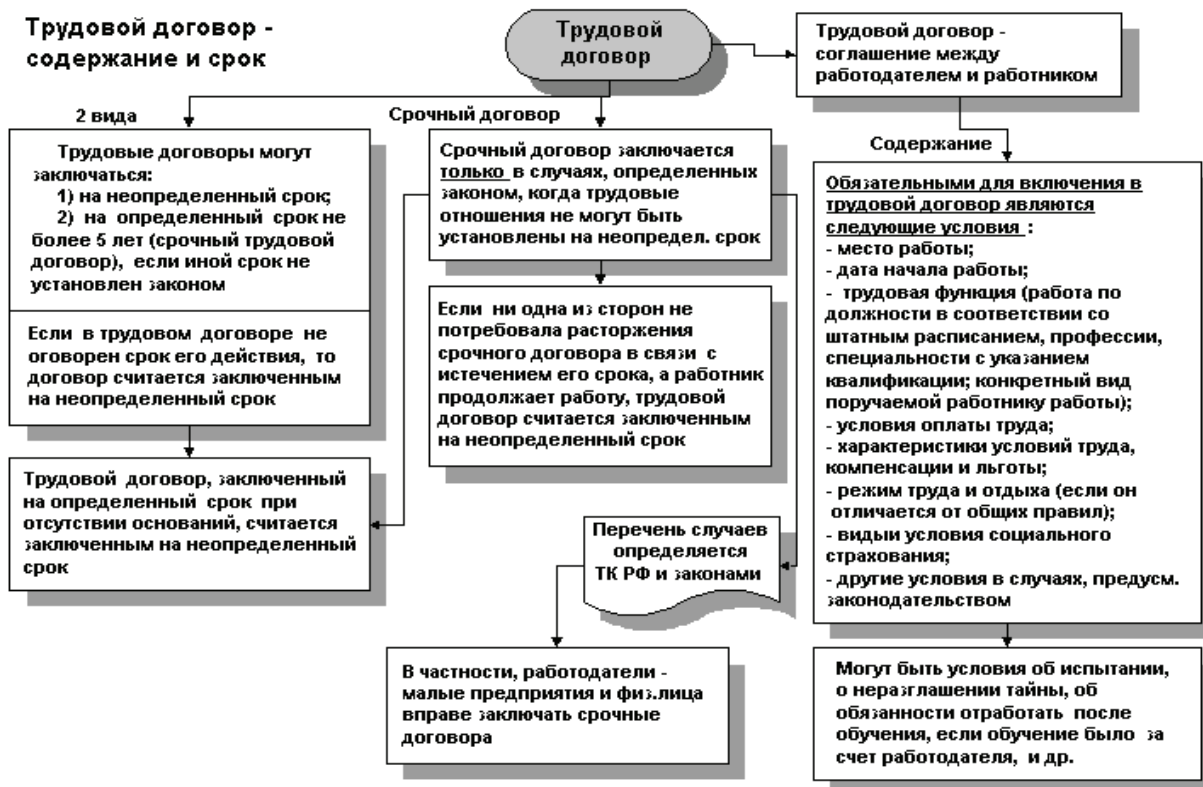 Трудовой договор -
содержание и срок
Трудовой
договор
Трудовой договор -
соглашение между
работодателем и работником
2 вида
Трудовые договоры могут
заключаться:
1) на неопределенный срок;
2) на определенный срок не
более 5 лет (срочный трудовой
договор), если иной срок не
установлен законом
Если в трудовом договоре не
оговорен срок его действия, то
договор считается заключенным
на неопределенный срок
Трудовой договор, заключенный
на определенный срок при
отсутствии оснований, считается
заключенным на неопределенный
срок
Срочный договор
Срочный договор заключается
только в случаях, определенных
законом, когда трудовые
отношения не могут быть
установлены на неопредел. срок
Если ни одна из сторон не
потребовала расторжения
срочного договора в связи с
истечением его срока, а работник
продолжает работу, трудовой
договор считается заключенным
на неопределенный срок
Перечень случаев
определяется
ТК РФ и законами
В частности, работодатели -
малые предприятия и физ.лица
вправе заключать срочные
договора
Содержание
Обязательными для включения в
трудовой договор являются
следующие условия :
- место работы;
- дата начала работы;
- трудовая функция (работа по
должности в соответствии со
штатным расписанием, профессии,
специальности с указанием
квалификации; конкретный вид
поручаемой работнику работы);
- условия оплаты труда;
- характеристики условий труда,
компенсации и льготы;
- режим труда и отдыха (если он
отличается от общих правил);
- видыи условия социального
страхования;
- другие условия в случаях, предусм.
законодательством
Могут быть условия об испытании,
о неразглашении тайны, об
обязанности отработать после
обучения, если обучение было за
счет работодателя, и др.